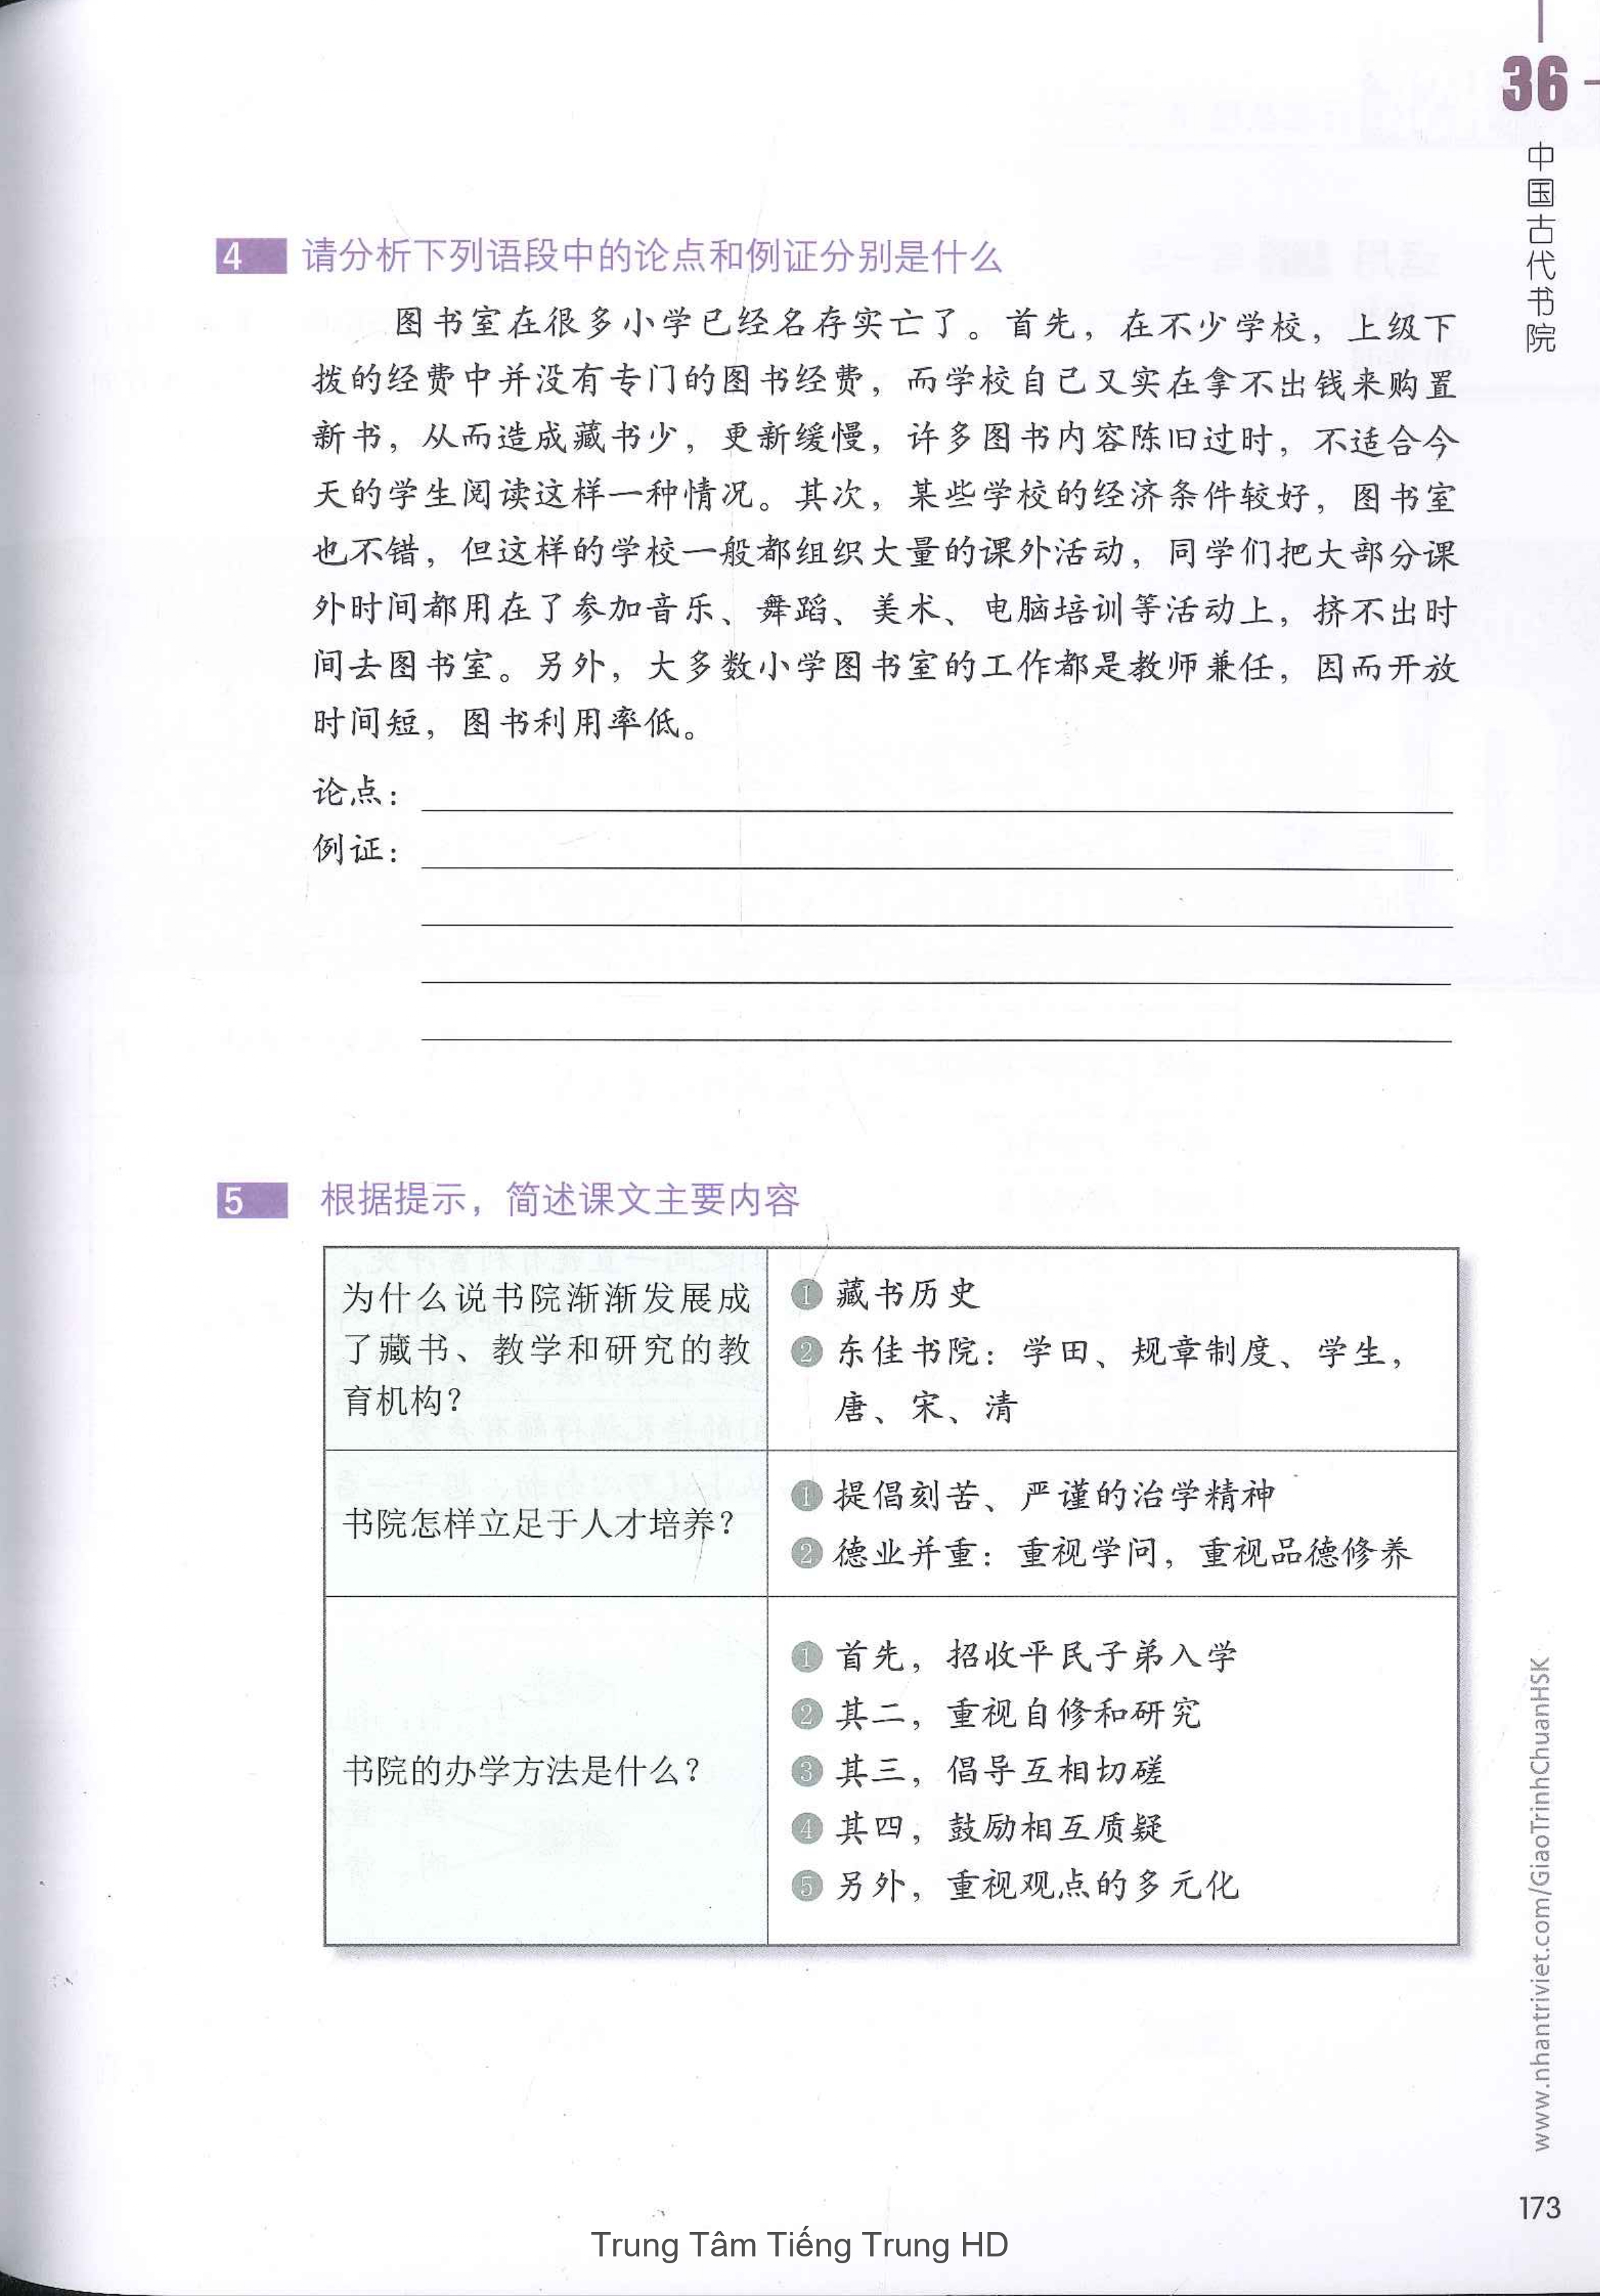 36
中国古代书院
4 请分析下列语段中的论点和例证分别是什么
图书室在很多小学已经名存实亡了。首先，在不少学校，上级下
拨的经费中并没有专门的图书经费，而学校自己又实在拿不出钱来购置
新书，从而造成藏书少，更新缓慢，许多图书内容陈旧过时，不适合今
天的学生阅读这样一种情况。其次，某些学校的经济条件较好，图书室
也不错，但这样的学校一般都组织大量的课外活动，同学们把大部分课
外时间都用在了参加音乐、舞蹈、美术、电脑培训等活动上，挤不出时
间去图书室。另外，大多数小学图书室的工作都是教师兼任，因而开放
时间短，图书利用率低。
论点：
例证：
5 根据提示，简述课文主要内容
为什么说书院渐渐发展成
了藏书、教学和研究的教
育机构？
① 藏书历史
② 东佳书院：学田、规章制度、学生，
唐、宋、清
书院怎样立足于人才培养？
① 提倡刻苦、严谨的治学精神
② 德业并重：重视学问，重视品德修养
书院的办学方法是什么？
① 首先，招收平民子弟入学
② 其二，重视自修和研究
③ 其三，倡导互相切磋
④ 其四，鼓励相互质疑
⑤ 另外，重视观点的多元化
www.nhantriviet.com/GiaoTrinhChuanHSK
173
Trung Tâm Tiếng Trung HD